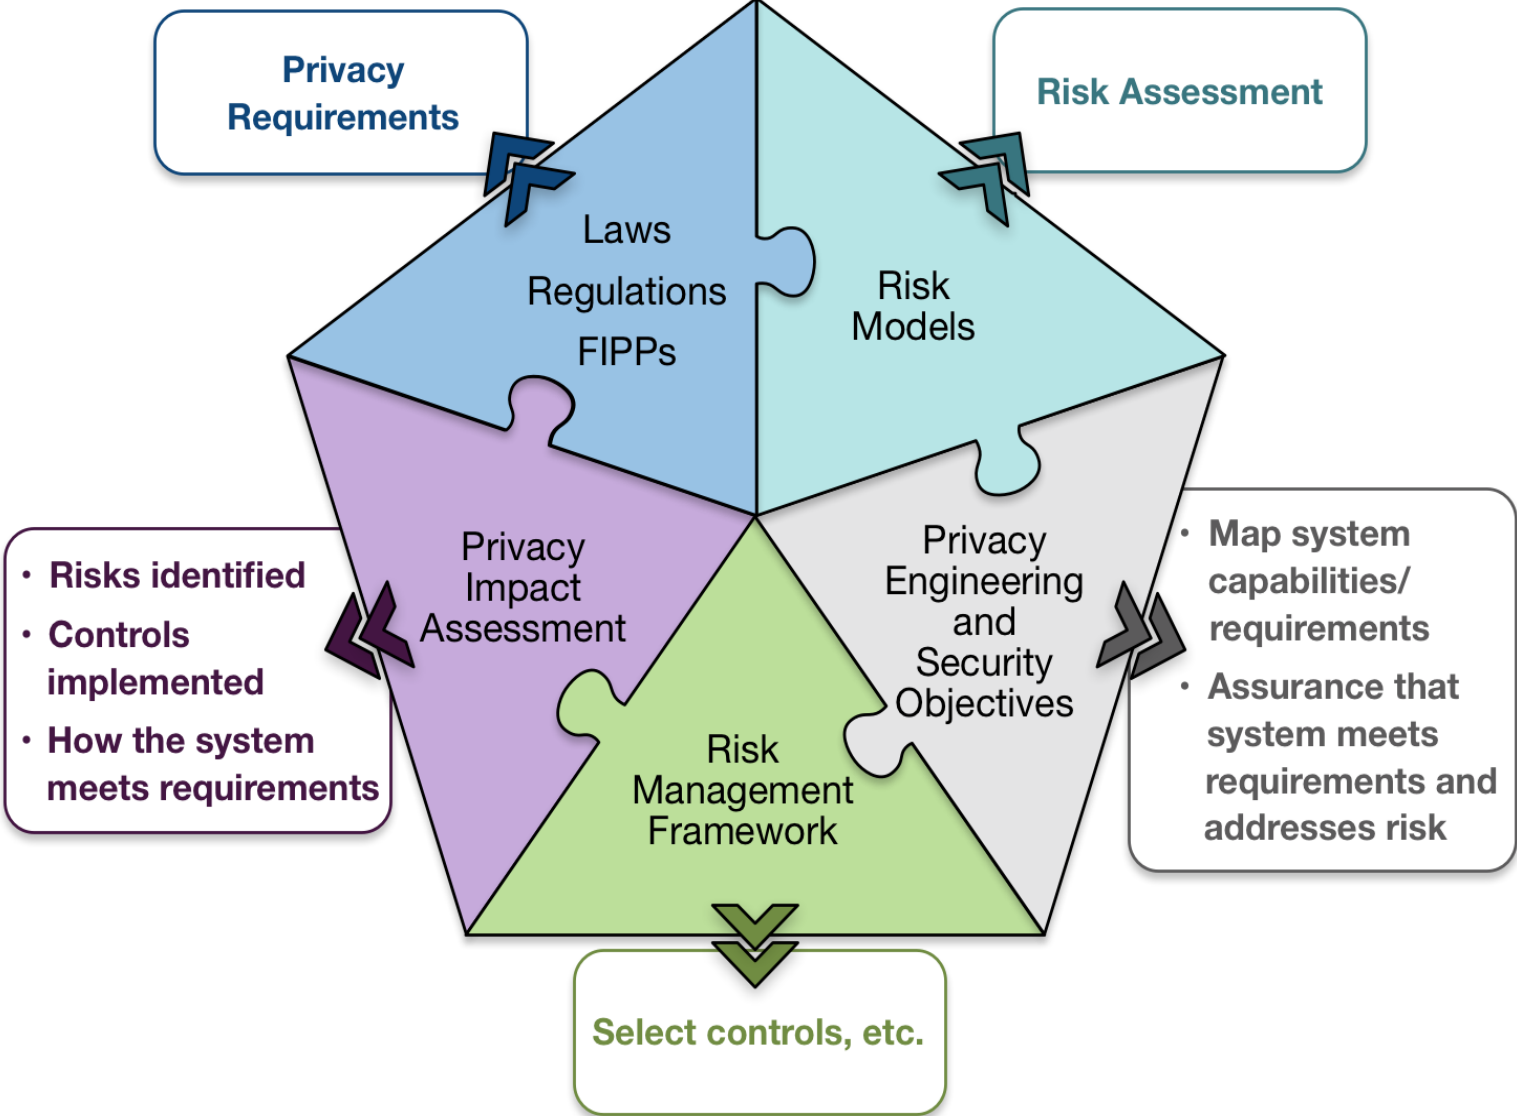 Privacy
Requirements
Risk Assessment
Laws
Regulations
FIPPs
Risk
Models
Privacy
Impact
Assessment
Privacy
Engineering
and
Security
Objectives
Risk
Management
Framework
• Risks identified
• Controls
implemented
• How the system
meets requirements
• Map system
capabilities/
requirements
• Assurance that
system meets
requirements and
addresses risk
Select controls, etc.